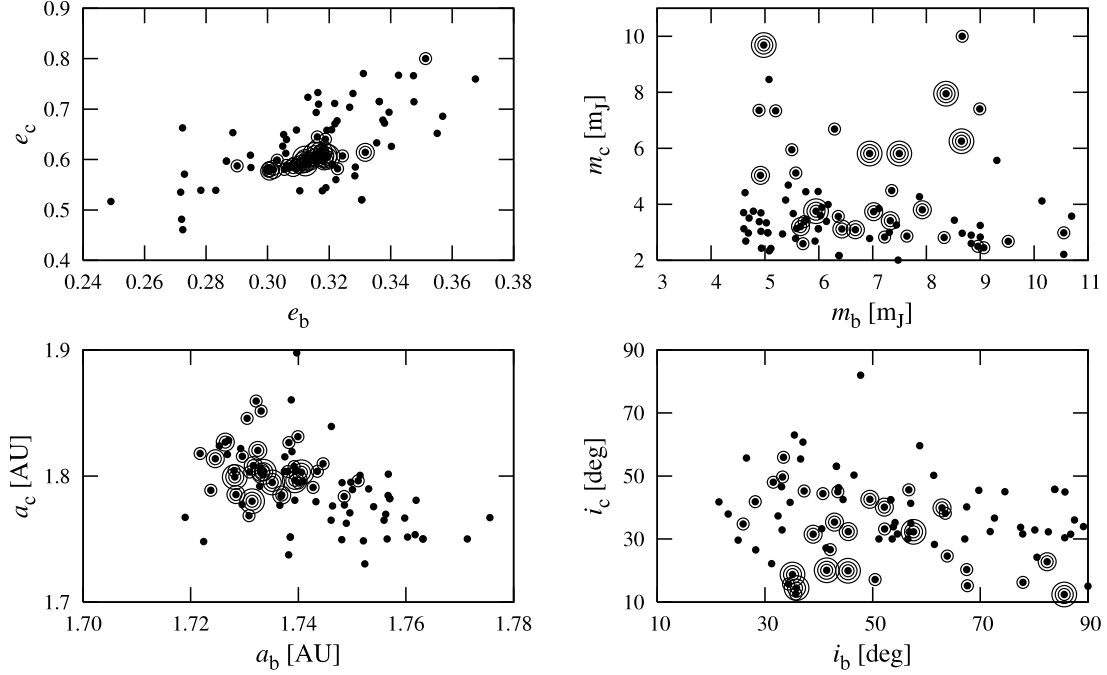 0.9
0.8
0.7
0.6
0.5
0.4
e_c
0.24 0.26 0.28 0.30 0.32 0.34 0.36 0.38
e_b
10
8
6
4
2
m_c [m_J]
3 4 5 6 7 8 9 10 11
m_b [m_J]
1.9
1.8
1.7
a_c [AU]
1.70 1.72 1.74 1.76 1.78
a_b [AU]
90
70
50
30
10
i_c [deg]
10 30 50 70 90
i_b [deg]